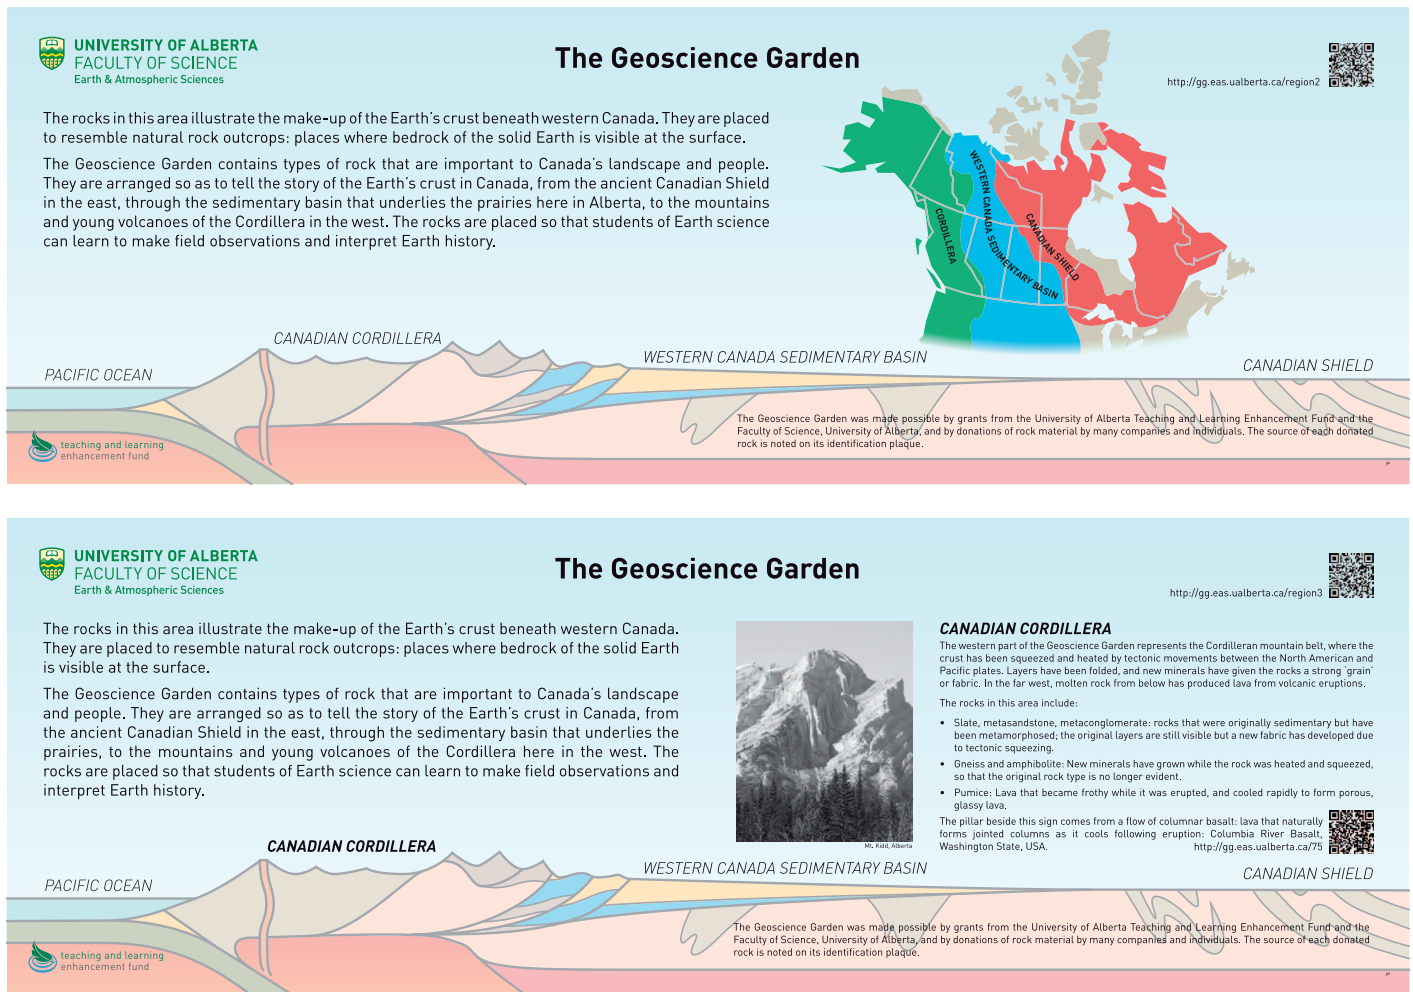 UNIVERSITY OF ALBERTA
FACULTY OF SCIENCE
Earth & Atmospheric Sciences
The Geoscience Garden
http://gg.eas.ualberta.ca/region2
The rocks in this area illustrate the make-up of the Earth's crust beneath western Canada. They are placed
to resemble natural rock outcrops: places where bedrock of the solid Earth is visible at the surface.
The Geoscience Garden contains types of rock that are important to Canada's landscape and people.
They are arranged so as to tell the story of the Earth's crust in Canada, from the ancient Canadian Shield
in the east, through the sedimentary basin that underlies the prairies here in Alberta, to the mountains
and young volcanoes of the Cordillera in the west. The rocks are placed so that students of Earth science
can learn to make field observations and interpret Earth history.
CORDILLERA
WESTERN CANADA SEDIMENTARY BASIN
CANADIAN SHIELD
CANADIAN CORDILLERA
WESTERN CANADA SEDIMENTARY BASIN
CANADIAN SHIELD
PACIFIC OCEAN
The Geoscience Garden was made possible by grants from the University of Alberta Teaching and Learning Enhancement Fund and the
Faculty of Science, University of Alberta, and by donations of rock material by many companies and individuals. The source of each donated
rock is noted on its identification plaque.
teaching and learning
enhancement fund
UNIVERSITY OF ALBERTA
FACULTY OF SCIENCE
Earth & Atmospheric Sciences
The Geoscience Garden
http://gg.eas.ualberta.ca/region3
The rocks in this area illustrate the make-up of the Earth's crust beneath western Canada.
They are placed to resemble natural rock outcrops: places where bedrock of the solid Earth
is visible at the surface.
The Geoscience Garden contains types of rock that are important to Canada's landscape
and people. They are arranged so as to tell the story of the Earth's crust in Canada, from
the ancient Canadian Shield in the east, through the sedimentary basin that underlies the
prairies, to the mountains and young volcanoes of the Cordillera here in the west. The
rocks are placed so that students of Earth science can learn to make field observations and
interpret Earth history.
Mt. Kidd, Alberta
CANADIAN CORDILLERA
The western part of the Geoscience Garden represents the Cordilleran mountain belt, where the
crust has been squeezed and heated by tectonic movements between the North American and
Pacific plates. Layers have been folded, and new minerals have given the rocks a strong 'grain'
or fabric. In the far west, molten rock from below has produced lava from volcanic eruptions.
The rocks in this area include:
• Slate, metasandstone, metaconglomerate: rocks that were originally sedimentary but have
been metamorphosed; the original layers are still visible but a new fabric has developed due
to tectonic squeezing.
• Gneiss and amphibolite: New minerals have grown while the rock was heated and squeezed,
so that the original rock type is no longer evident.
• Pumice: Lava that became frothy while it was erupted, and cooled rapidly to form porous,
glassy lava.
The pillar beside this sign comes from a flow of columnar basalt: lava that naturally
forms jointed columns as it cools following eruption: Columbia River Basalt,
Washington State, USA. http://gg.eas.ualberta.ca/75
CANADIAN CORDILLERA
WESTERN CANADA SEDIMENTARY BASIN
CANADIAN SHIELD
PACIFIC OCEAN
The Geoscience Garden was made possible by grants from the University of Alberta Teaching and Learning Enhancement Fund and the
Faculty of Science, University of Alberta, and by donations of rock material by many companies and individuals. The source of each donated
rock is noted on its identification plaque.
teaching and learning
enhancement fund